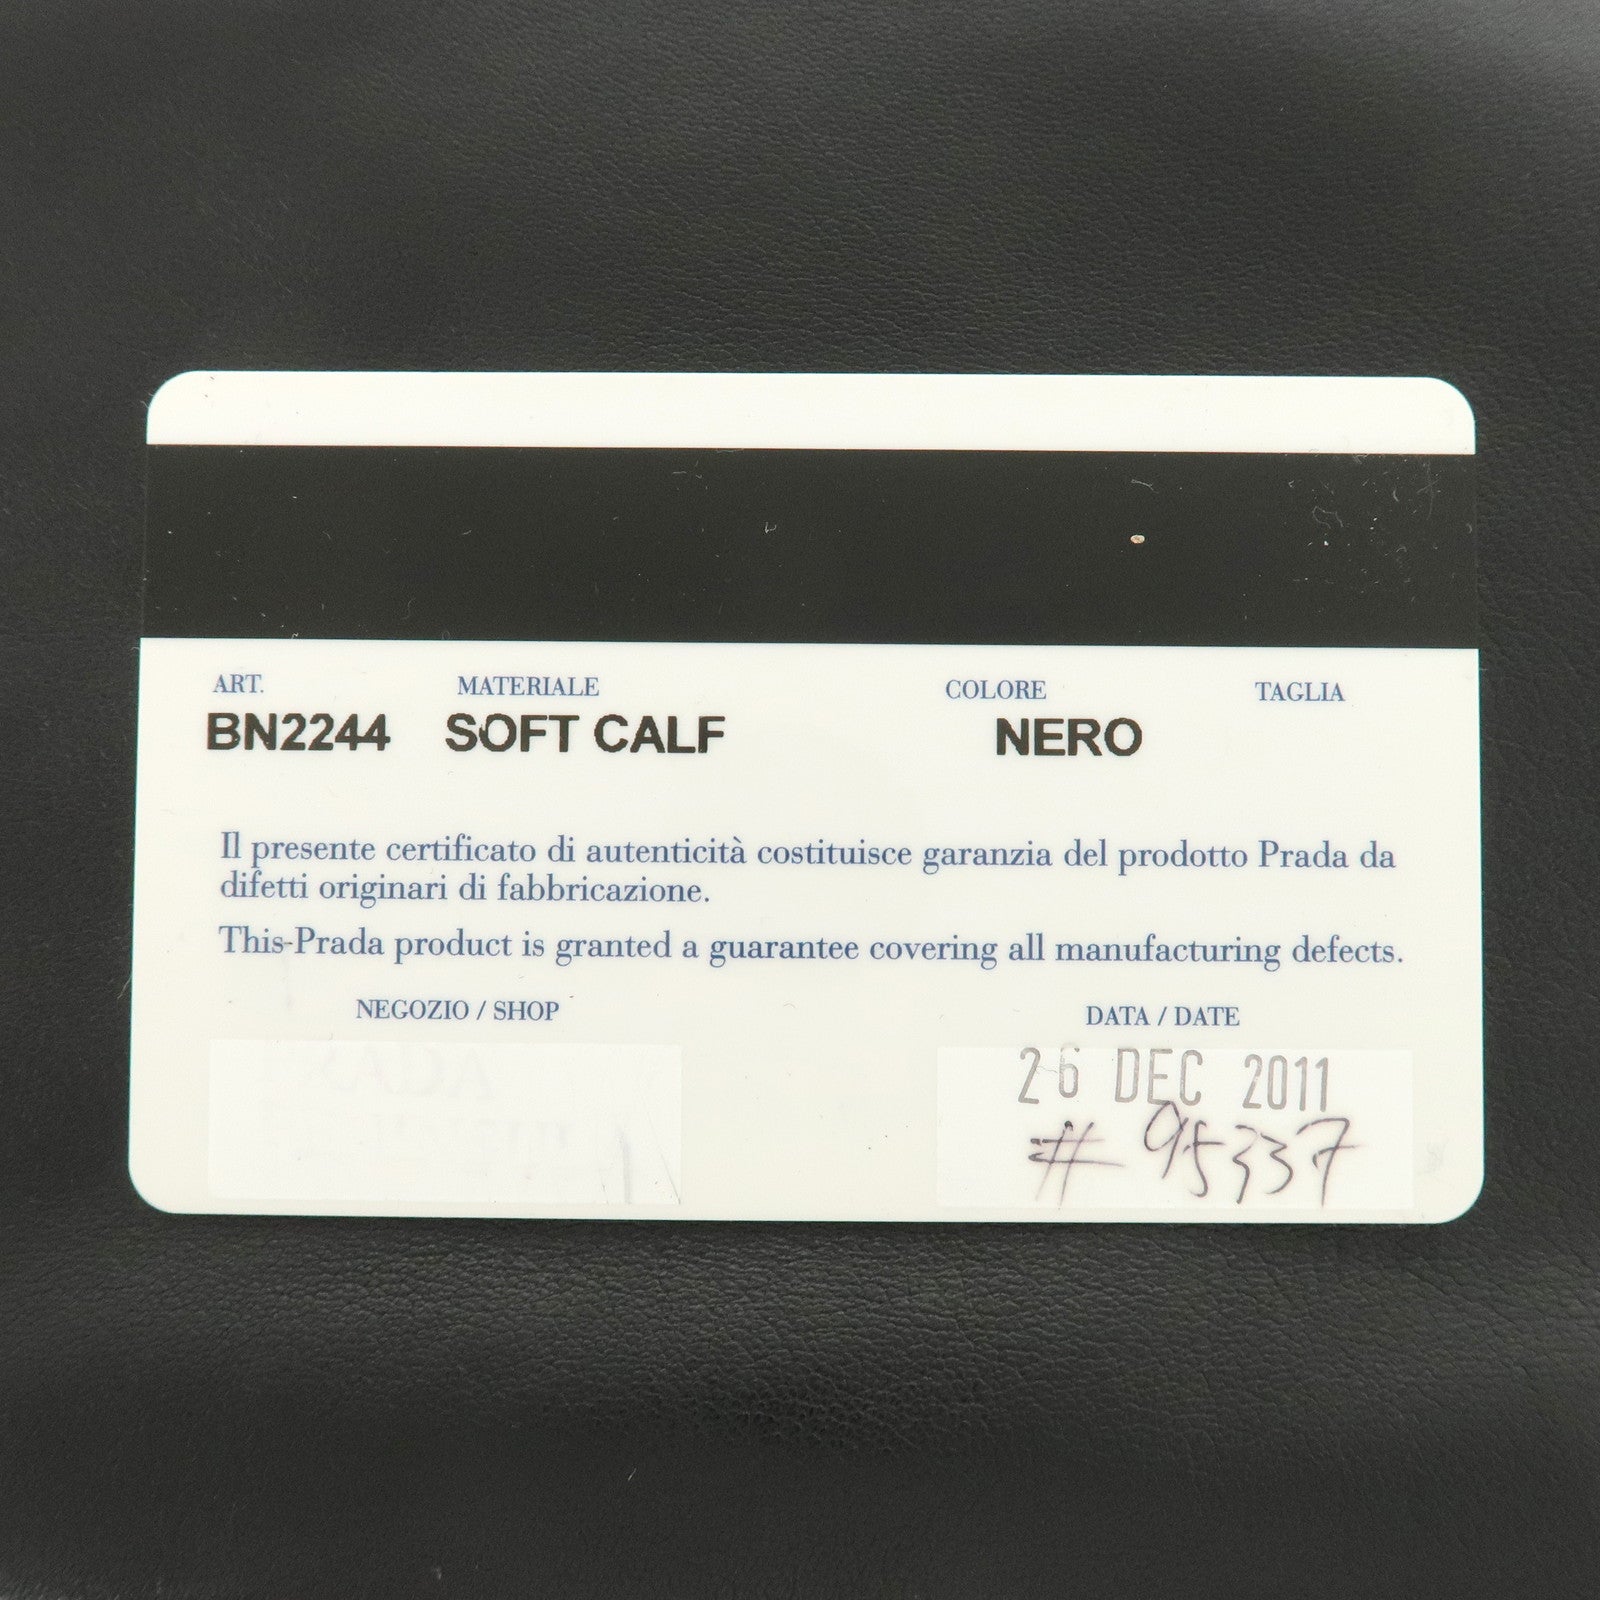 ART. MATERIALE COLORE TAGLIA
BN2244 SOFT CALF NERO
Il presente certificato di autenticità costituisce garanzia del prodotto Prada da
difetti originari di fabbricazione.
This Prada product is granted a guarantee covering all manufacturing defects.
NEGOZIO / SHOP DATA / DATE
26 DEC 2011
# 95337